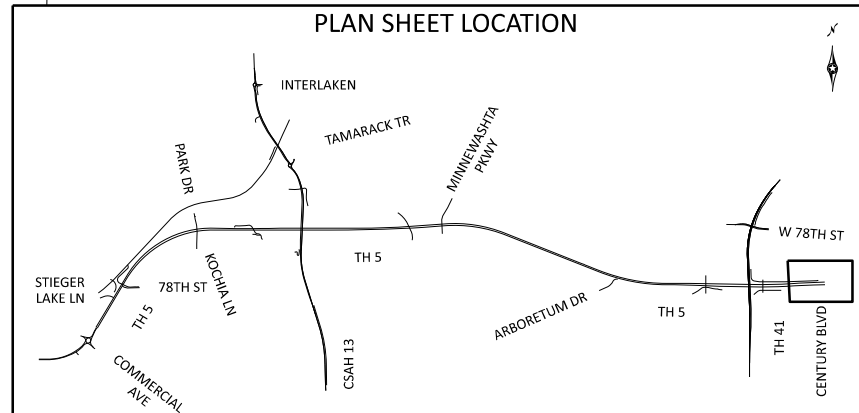 PLAN SHEET LOCATION
N
INTERLAKEN
TAMARACK TR
PARK DR
MINNEWASHTA
PKWY
W 78TH ST
TH 5
KOCHIA LN
STIEGER
LAKE LN
78TH ST
TH 5
ARBORETUM DR
TH 5
TH 41
CENTURY BLVD
CSAH 13
COMMERCIAL
AVE